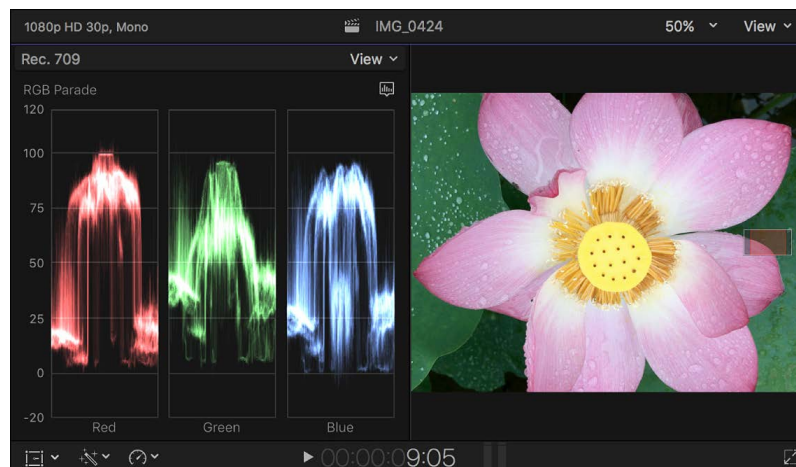 1080p HD 30p, Mono
IMG_0424
50%
View
Rec. 709
View
RGB Parade
120
100
75
50
25
0
-20
Red
Green
Blue
00:00:09:05